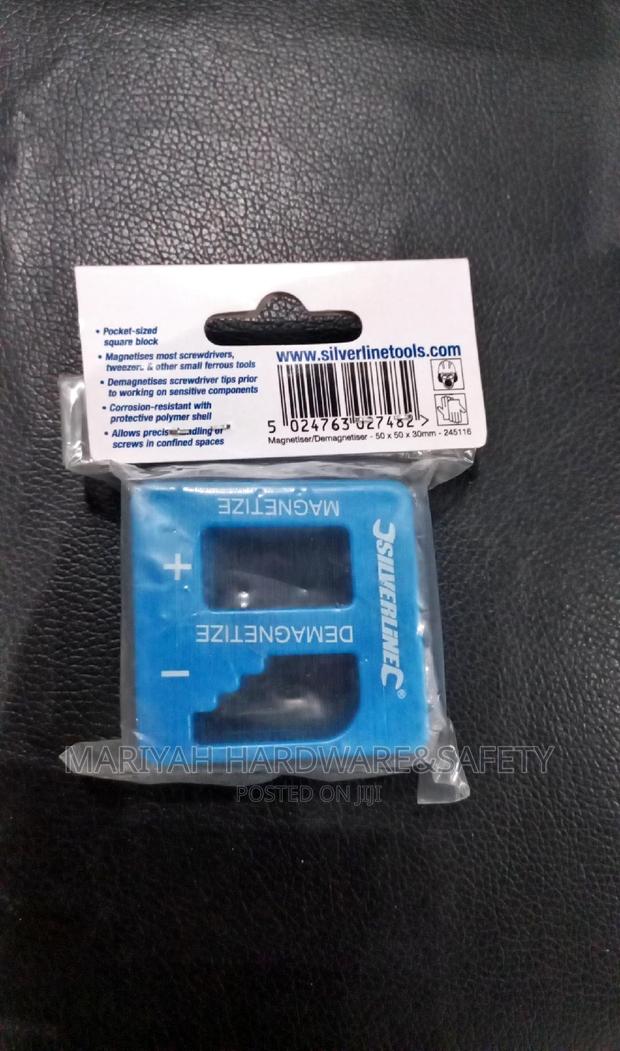 • Pocket-sized
square block
• Magnetises most screwdrivers,
tweezers & other small ferrous tools
• Demagnetises screwdriver tips prior
to working on sensitive components
• Corrosion-resistant with
protective polymer shell
• Allows
screws in confined spaces
www.silverlinetools.com
5 024763 027482 >
Magnetiser/Demagnetiser - 50 x 50 x 30mm - 245116
MAGNETIZE
+
DEMAGNETIZE
–
SILVERLINE®
MARIYAH HARDWARE&SAFETY
POSTED ON JIJI